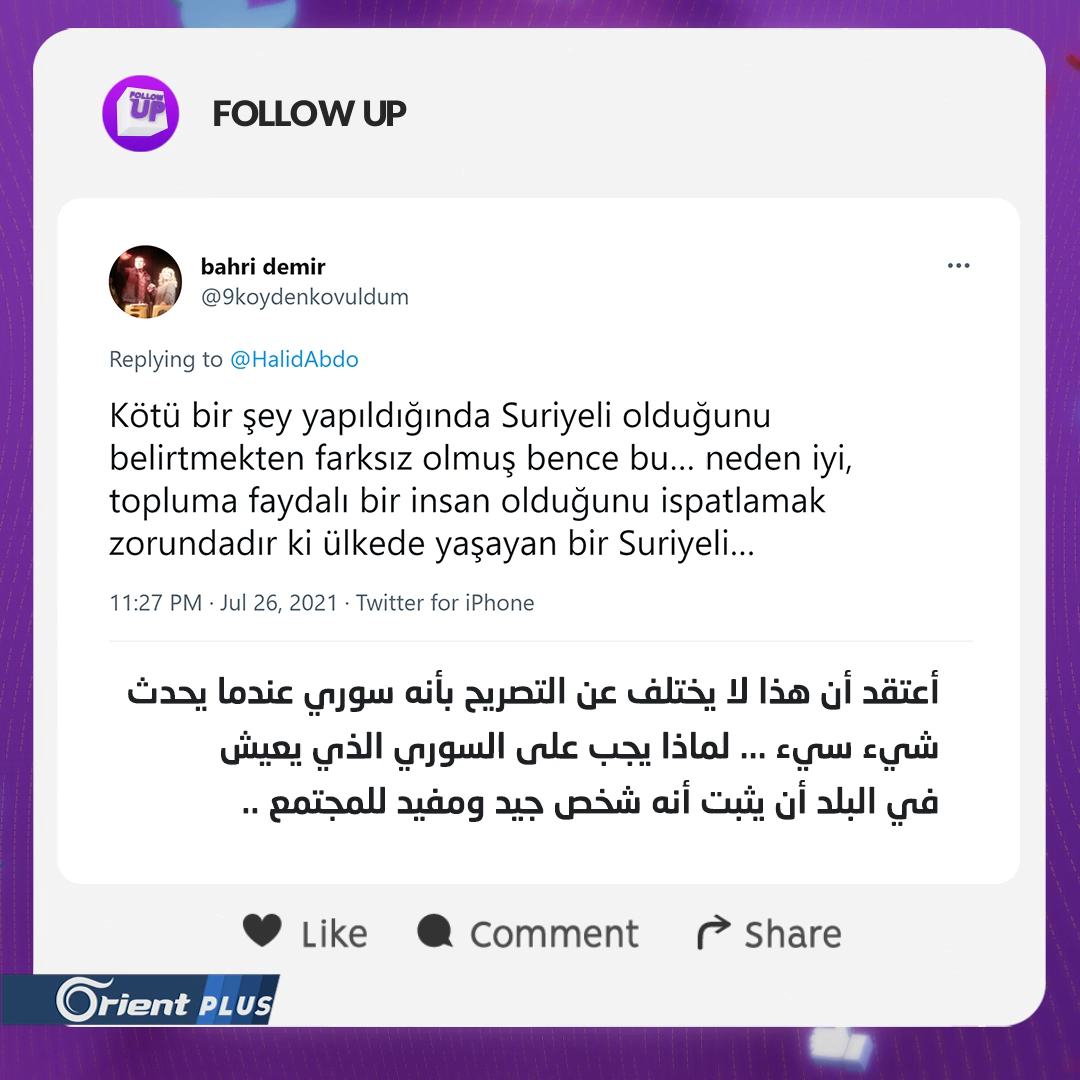 FOLLOW
UP
FOLLOW UP
bahri demir
@9koydenkovuldum
Replying to @HalidAbdo
Kötü bir şey yapıldığında Suriyeli olduğunu
belirtmekten farksız olmuş bence bu... neden iyi,
topluma faydalı bir insan olduğunu ispatlamak
zorundadır ki ülkede yaşayan bir Suriyeli...
11:27 PM · Jul 26, 2021 · Twitter for iPhone
أعتقد أن هذا لا يختلف عن التصريح بأنه سوري عندما يحدث
شيء سيء ... لماذا يجب على السوري الذي يعيش
في البلد أن يثبت أنه شخص جيد ومفيد للمجتمع ..
Like Comment Share
Orient PLUS